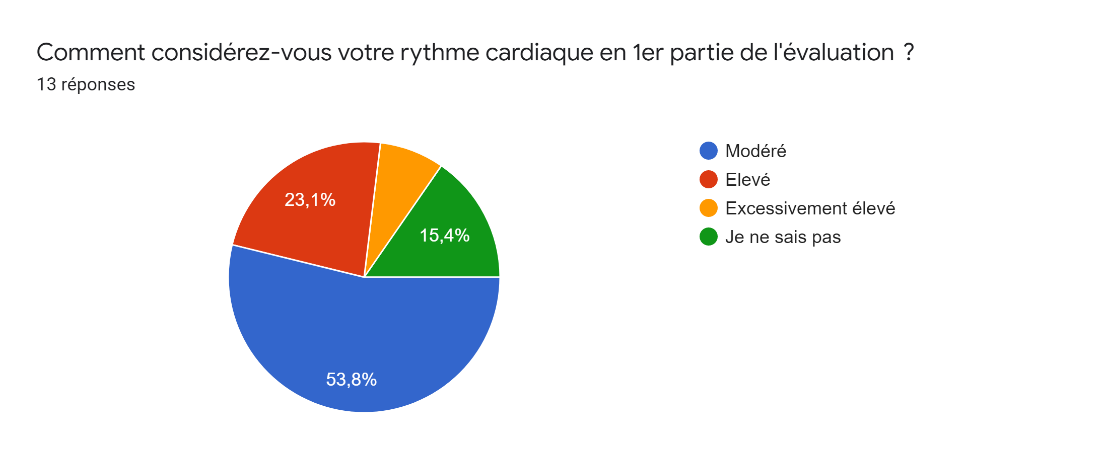 Comment considérez-vous votre rythme cardiaque en 1er partie de l'évaluation ?
13 réponses
Modéré
Elevé
Excessivement élevé
Je ne sais pas
23,1%
15,4%
53,8%